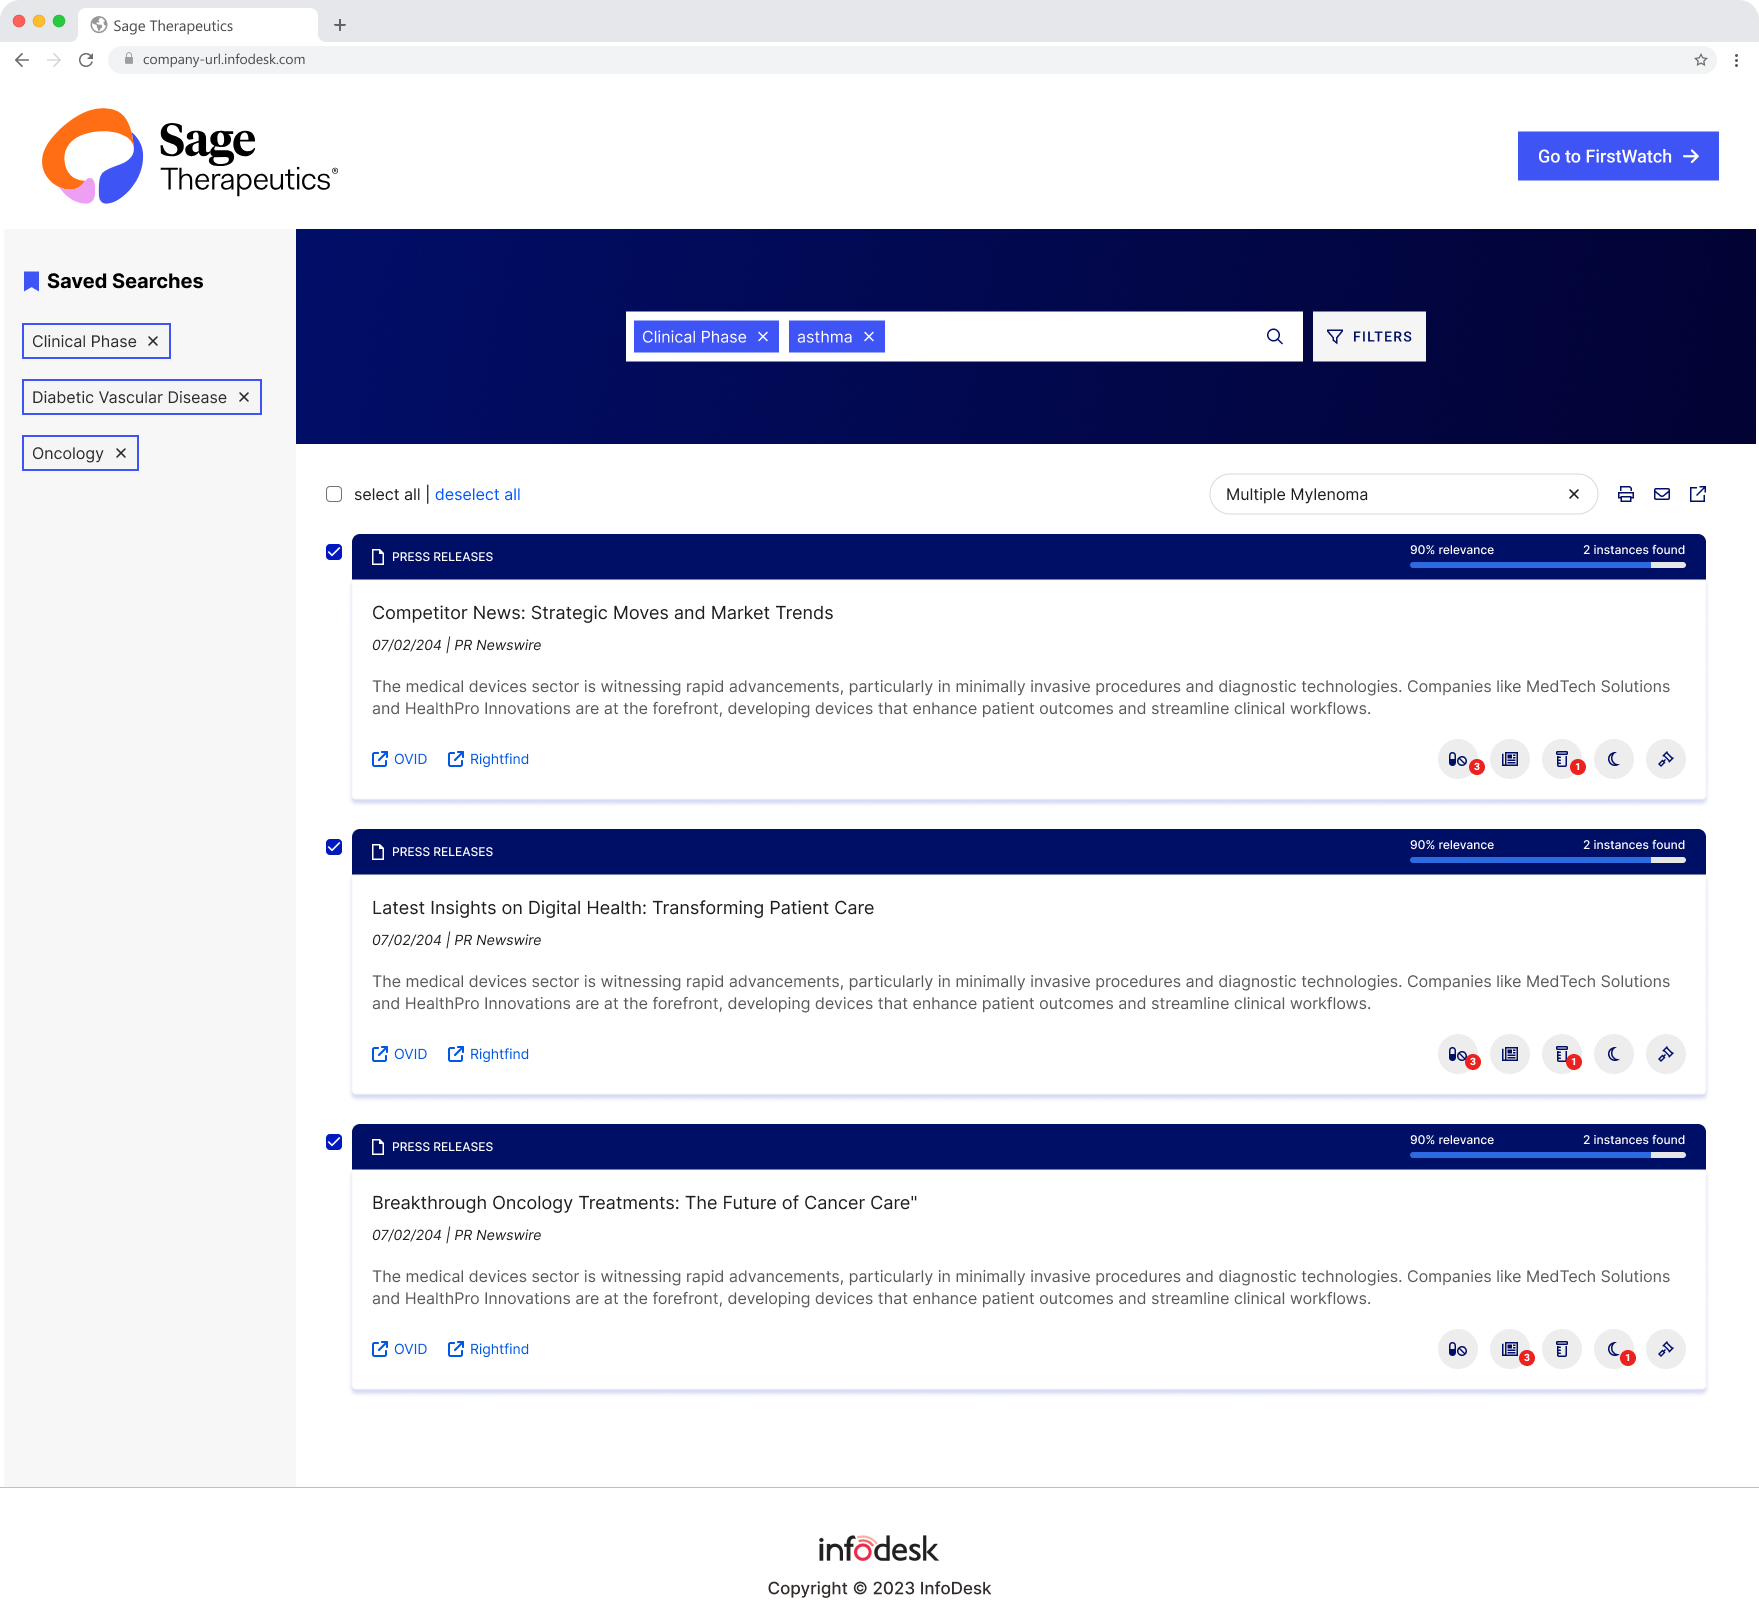 Sage Therapeutics
company-url.infodesk.com
Sage
Therapeutics®
Go to FirstWatch
Saved Searches
Clinical Phase
Diabetic Vascular Disease
Oncology
Clinical Phase
asthma
FILTERS
select all | deselect all
Multiple Mylenoma
PRESS RELEASES
90% relevance
2 instances found
Competitor News: Strategic Moves and Market Trends
07/02/204 | PR Newswire
The medical devices sector is witnessing rapid advancements, particularly in minimally invasive procedures and diagnostic technologies. Companies like MedTech Solutions
and HealthPro Innovations are at the forefront, developing devices that enhance patient outcomes and streamline clinical workflows.
OVID
Rightfind
3
1
PRESS RELEASES
90% relevance
2 instances found
Latest Insights on Digital Health: Transforming Patient Care
07/02/204 | PR Newswire
The medical devices sector is witnessing rapid advancements, particularly in minimally invasive procedures and diagnostic technologies. Companies like MedTech Solutions
and HealthPro Innovations are at the forefront, developing devices that enhance patient outcomes and streamline clinical workflows.
OVID
Rightfind
3
1
PRESS RELEASES
90% relevance
2 instances found
Breakthrough Oncology Treatments: The Future of Cancer Care"
07/02/204 | PR Newswire
The medical devices sector is witnessing rapid advancements, particularly in minimally invasive procedures and diagnostic technologies. Companies like MedTech Solutions
and HealthPro Innovations are at the forefront, developing devices that enhance patient outcomes and streamline clinical workflows.
OVID
Rightfind
3
1
infodesk
Copyright © 2023 InfoDesk